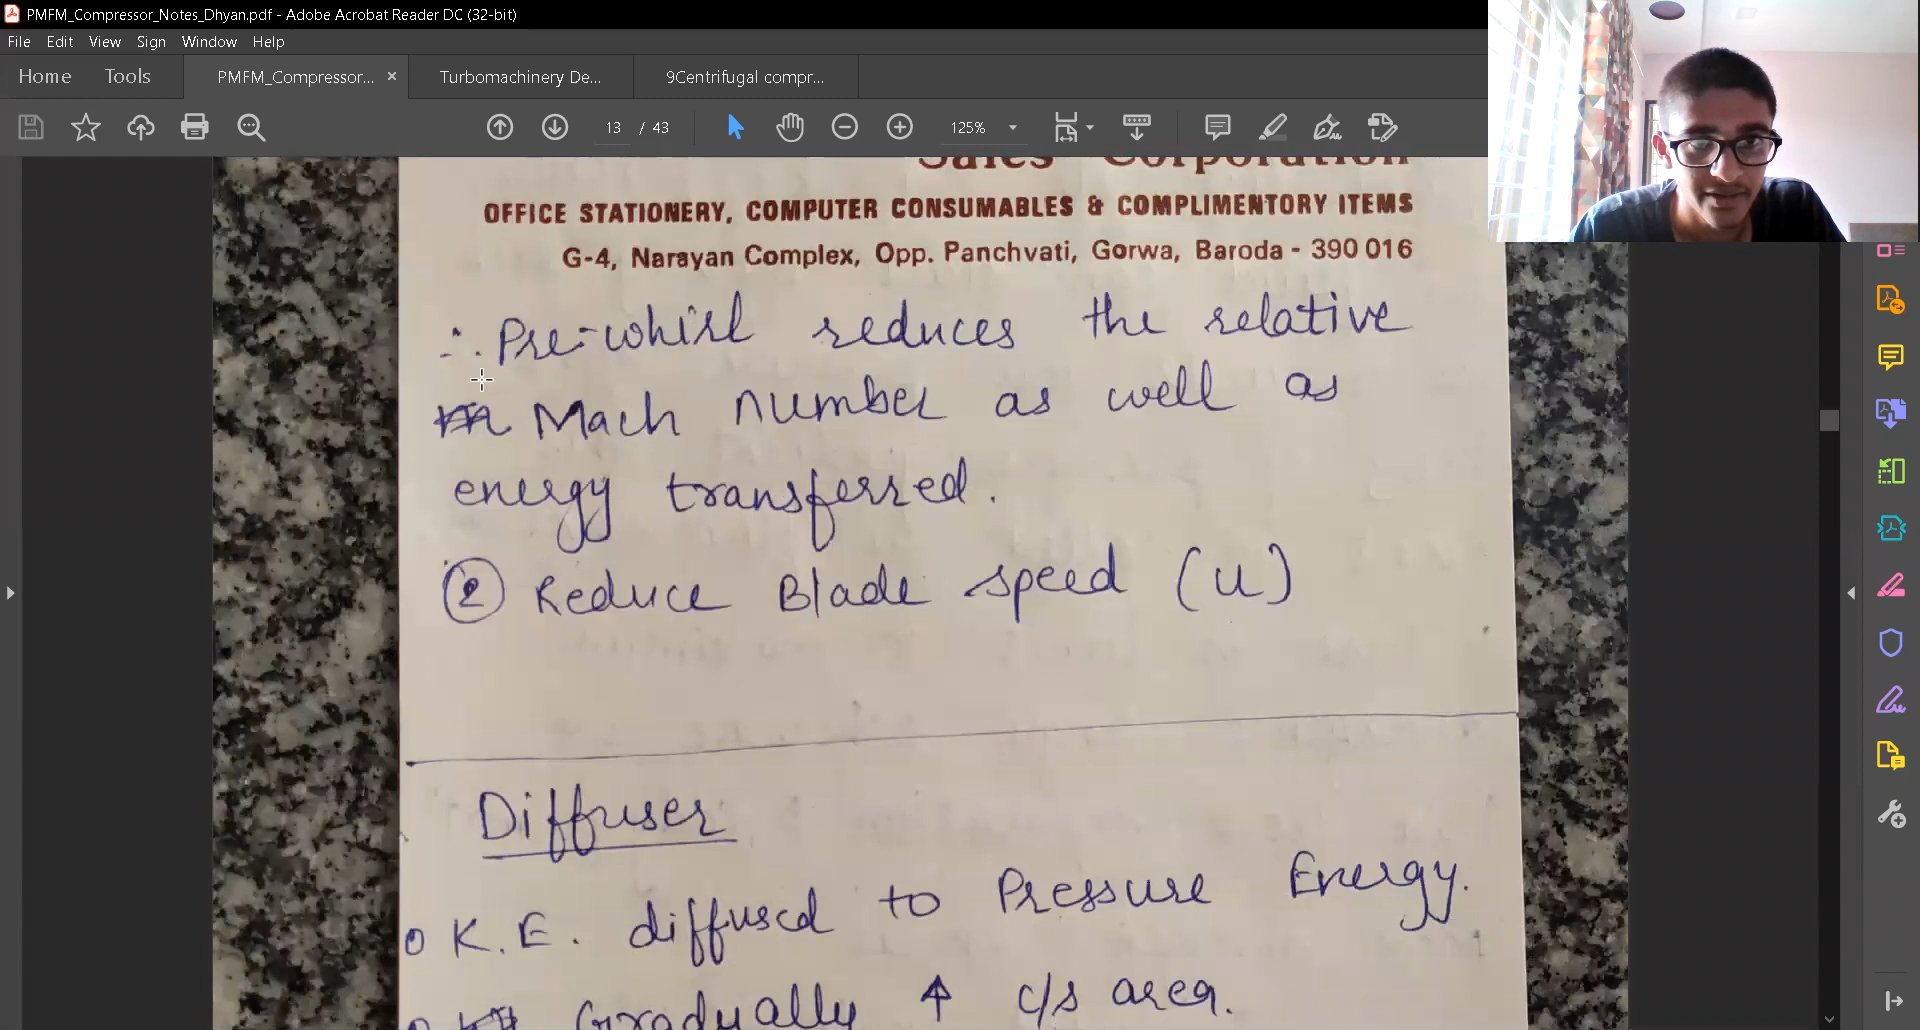 PMFM_Compressor_Notes_Dhyan.pdf - Adobe Acrobat Reader DC (32-bit)
File Edit View Sign Window Help
Home Tools PMFM_Compressor... × Turbomachinery De... 9Centrifugal compr...
13 / 43 125%
Sales Corporation
OFFICE STATIONERY, COMPUTER CONSUMABLES & COMPLIMENTORY ITEMS
G-4, Narayan Complex, Opp. Panchvati, Gorwa, Baroda - 390 016
∴ Pre-whirl reduces the relative
Mach number as well as
energy transferred.
② Reduce Blade speed (u)
Diffuser
o K.E. diffused to Pressure Energy.
o Gradually ↑ c/s area.